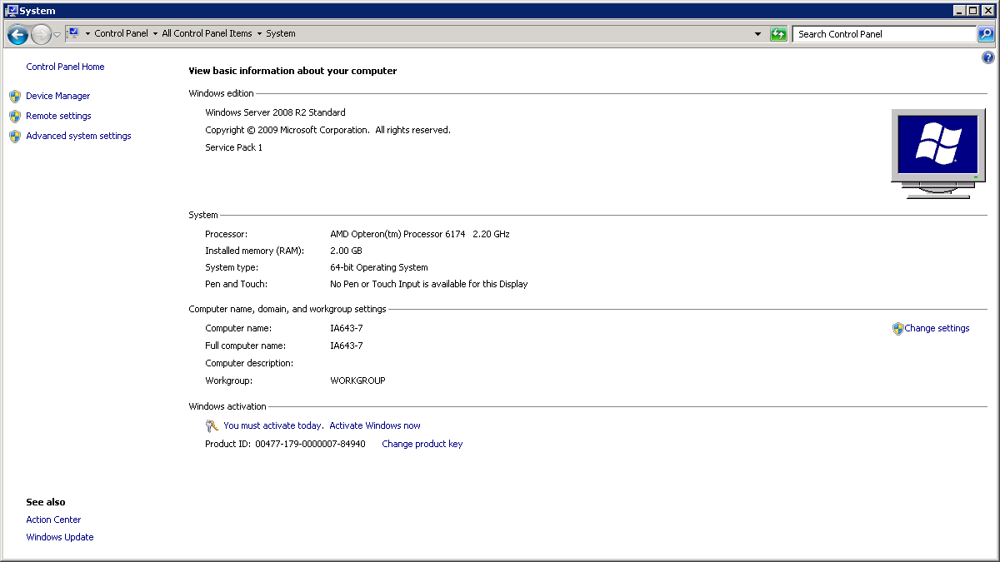 System
Control Panel All Control Panel Items System Search Control Panel
Control Panel Home
Device Manager
Remote settings
Advanced system settings
View basic information about your computer
Windows edition
Windows Server 2008 R2 Standard
Copyright © 2009 Microsoft Corporation. All rights reserved.
Service Pack 1
System
Processor: AMD Opteron(tm) Processor 6174 2.20 GHz
Installed memory (RAM): 2.00 GB
System type: 64-bit Operating System
Pen and Touch: No Pen or Touch Input is available for this Display
Computer name, domain, and workgroup settings
Computer name: IA643-7 Change settings
Full computer name: IA643-7
Computer description:
Workgroup: WORKGROUP
Windows activation
You must activate today. Activate Windows now
Product ID: 00477-179-0000007-84940 Change product key
See also
Action Center
Windows Update